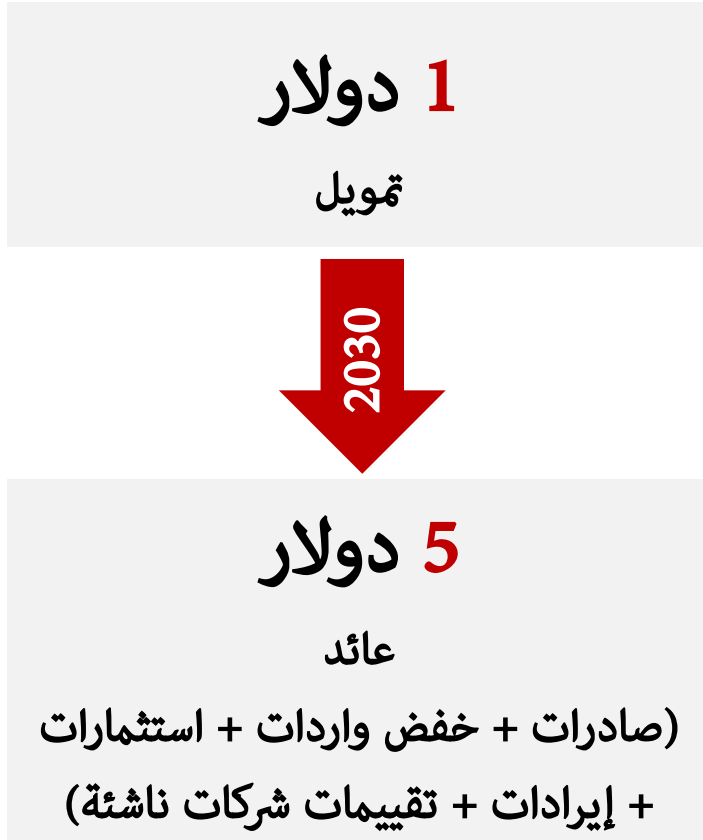 1 دولار
تمويل
2030
5 دولار
عائد
(صادرات + خفض واردات + استثمارات
+ إيرادات + تقييمات شركات ناشئة)